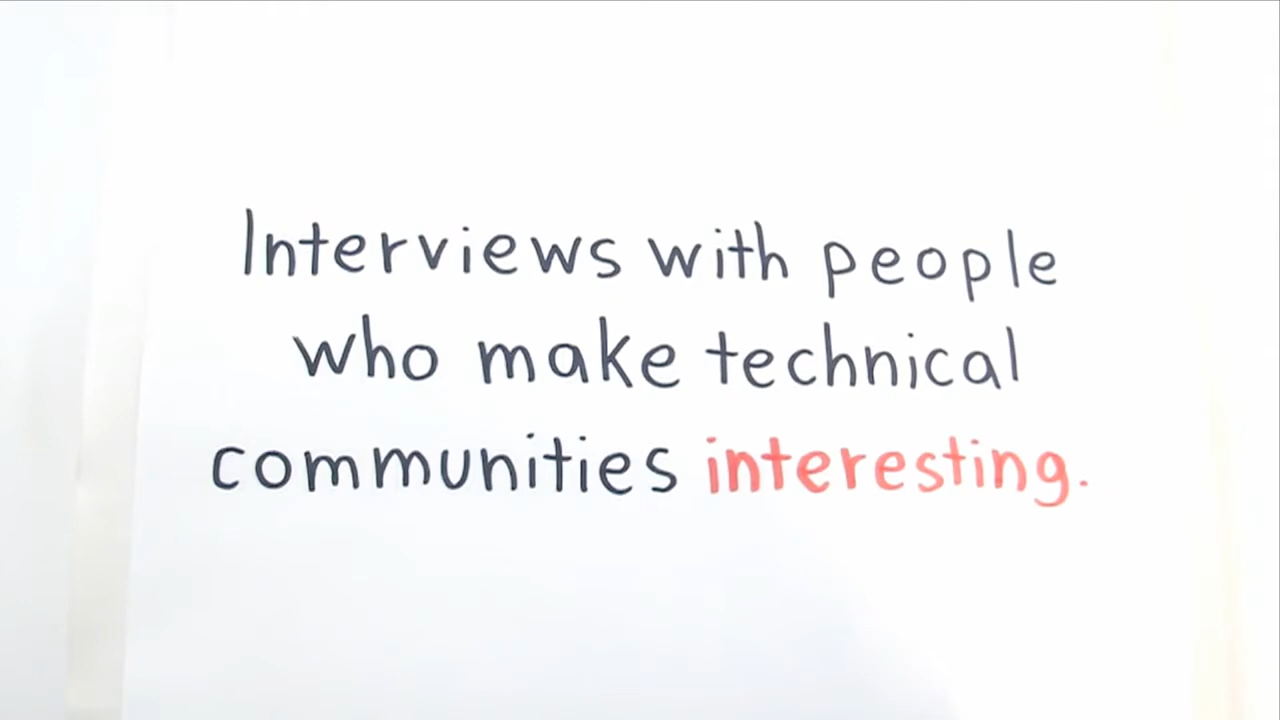 Interviews with people
who make technical
communities interesting.